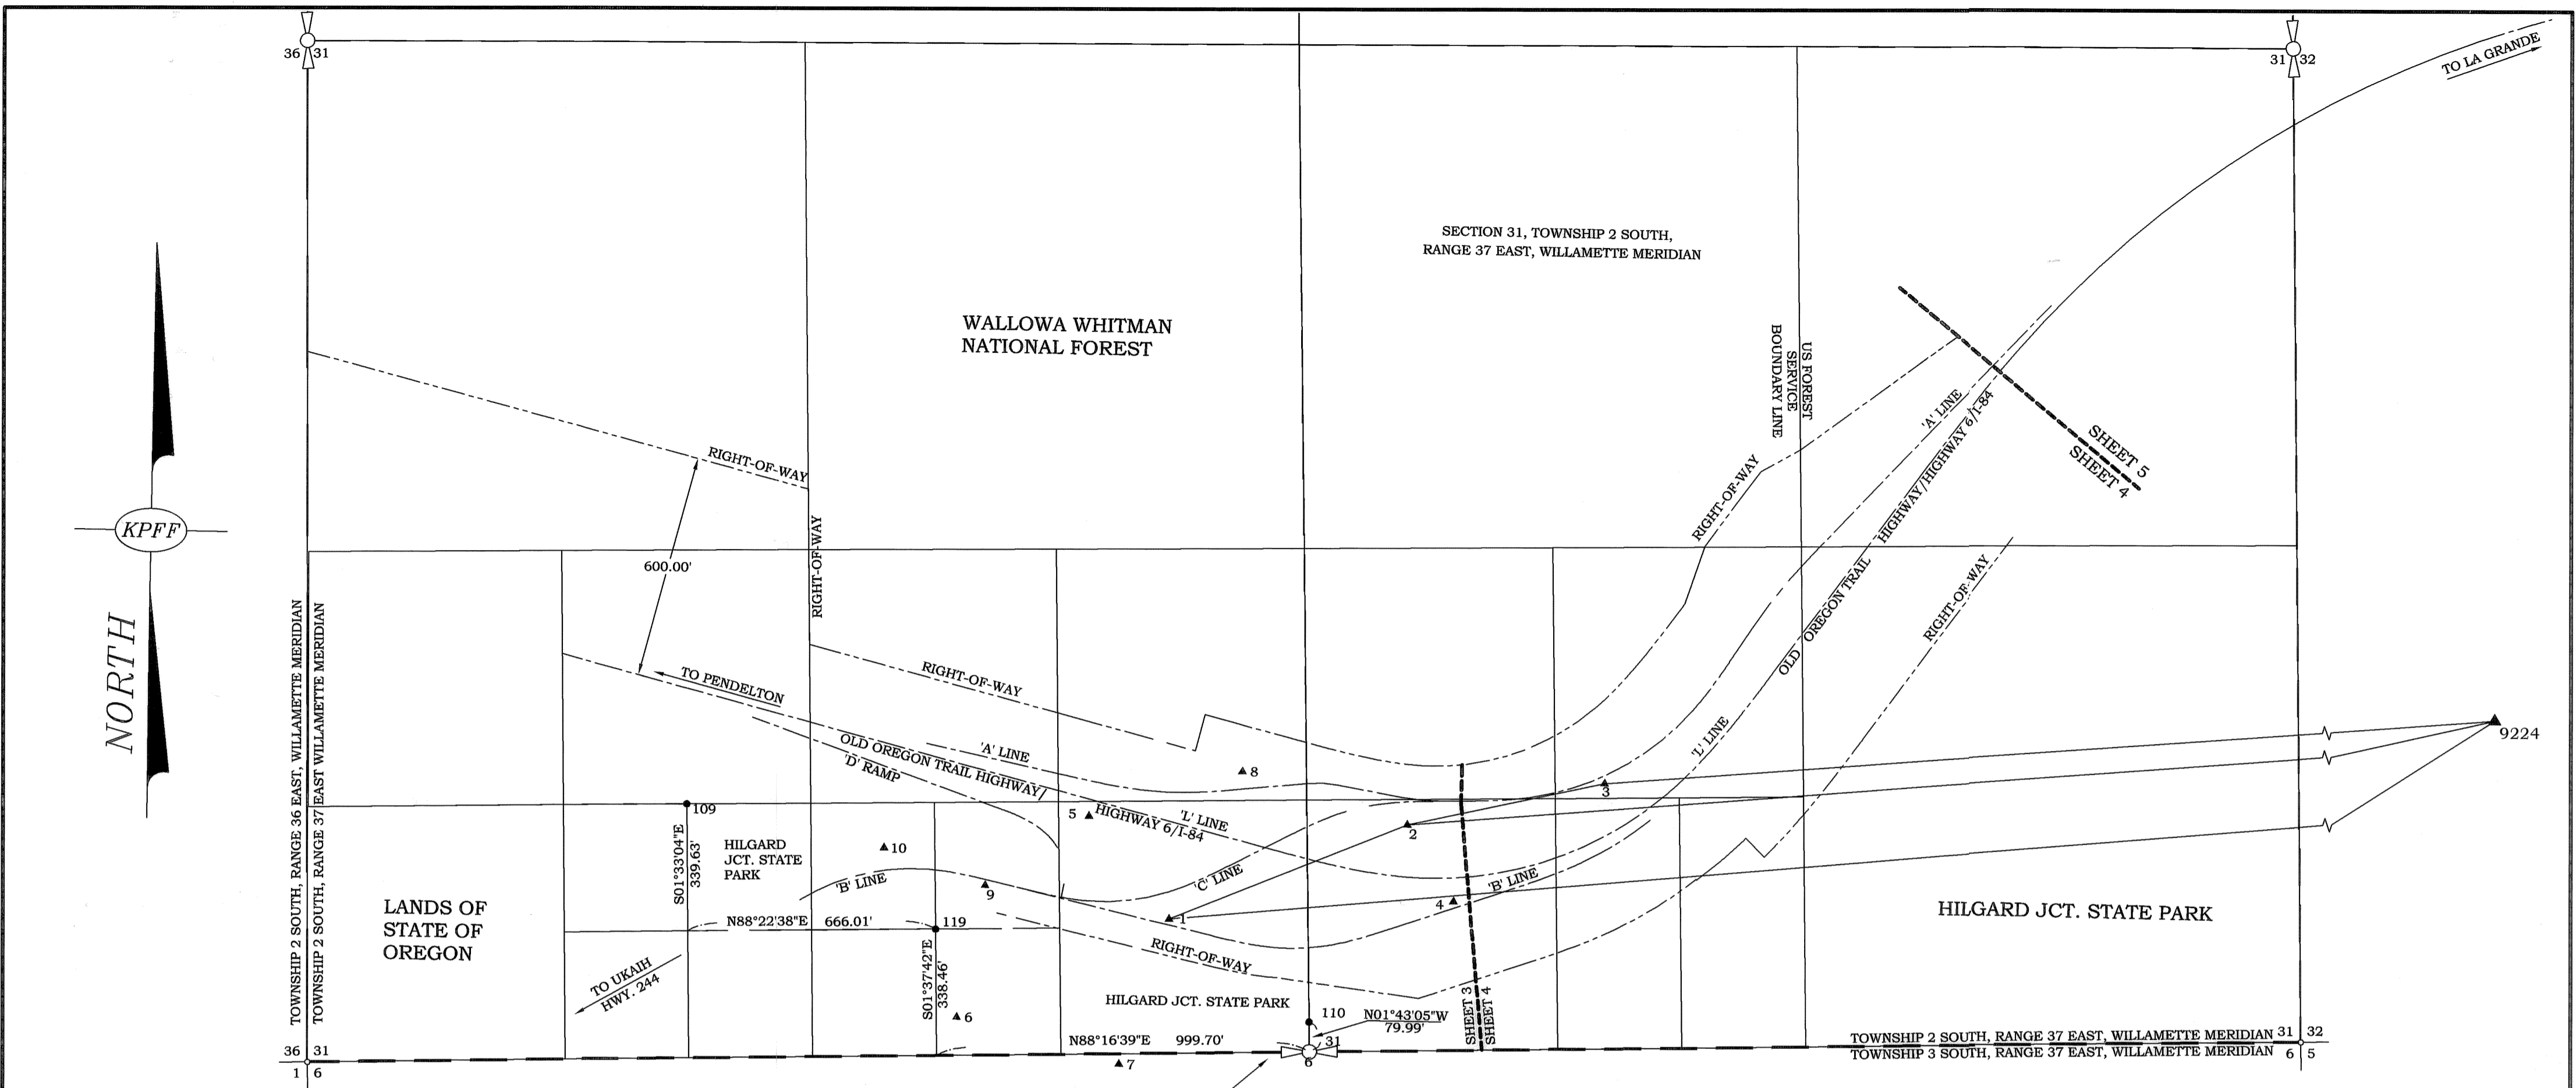 36 31
31 32
TO LA GRANDE
SECTION 31, TOWNSHIP 2 SOUTH,
RANGE 37 EAST, WILLAMETTE MERIDIAN
WALLOWA WHITMAN
NATIONAL FOREST
US FOREST
SERVICE
BOUNDARY LINE
'A' LINE
OLD OREGON TRAIL HIGHWAY/HIGHWAY 6/I-84
SHEET 5
SHEET 4
RIGHT-OF-WAY
RIGHT-OF-WAY
RIGHT-OF-WAY
RIGHT-OF-WAY
KPFF
NORTH
600.00'
TO PENDELTON
RIGHT-OF-WAY
'A' LINE
OLD OREGON TRAIL HIGHWAY/
HIGHWAY 6/I-84
'D' RAMP
'L' LINE
'L' LINE
8
3
9224
109
5
2
S01°33'04"E
339.63'
HILGARD
JCT. STATE
PARK
10
'B' LINE
9
'C' LINE
1
4
'B' LINE
LANDS OF
STATE OF
OREGON
N88°22'38"E 666.01'
119
HILGARD JCT. STATE PARK
TO UKAIH
HWY. 244
S01°37'42"E
338.46'
6
RIGHT-OF-WAY
HILGARD JCT. STATE PARK
110
N01°43'05"W
79.99'
SHEET 3
SHEET 4
N88°16'39"E 999.70'
31
6
7
TOWNSHIP 2 SOUTH, RANGE 36 EAST, WILLAMETTE MERIDIAN
TOWNSHIP 2 SOUTH, RANGE 37 EAST WILLAMETTE MERIDIAN
TOWNSHIP 2 SOUTH, RANGE 37 EAST, WILLAMETTE MERIDIAN
TOWNSHIP 3 SOUTH, RANGE 37 EAST, WILLAMETTE MERIDIAN
36 31
1 6
31 32
6 5